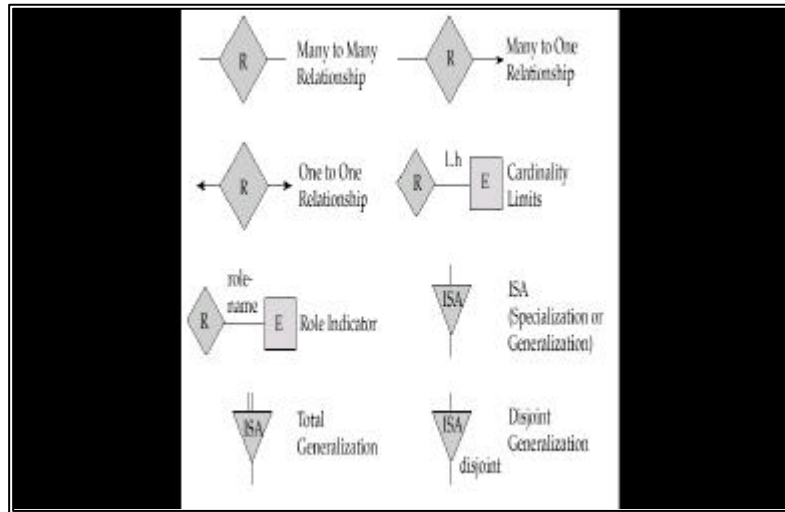 R
Many to Many
Relationship
R
Many to One
Relationship
R
One to One
Relationship
R
l..h
E
Cardinality
Limits
R
role-
name
E
Role Indicator
ISA
ISA
(Specialization or
Generalization)
ISA
Total
Generalization
ISA
disjoint
Disjoint
Generalization